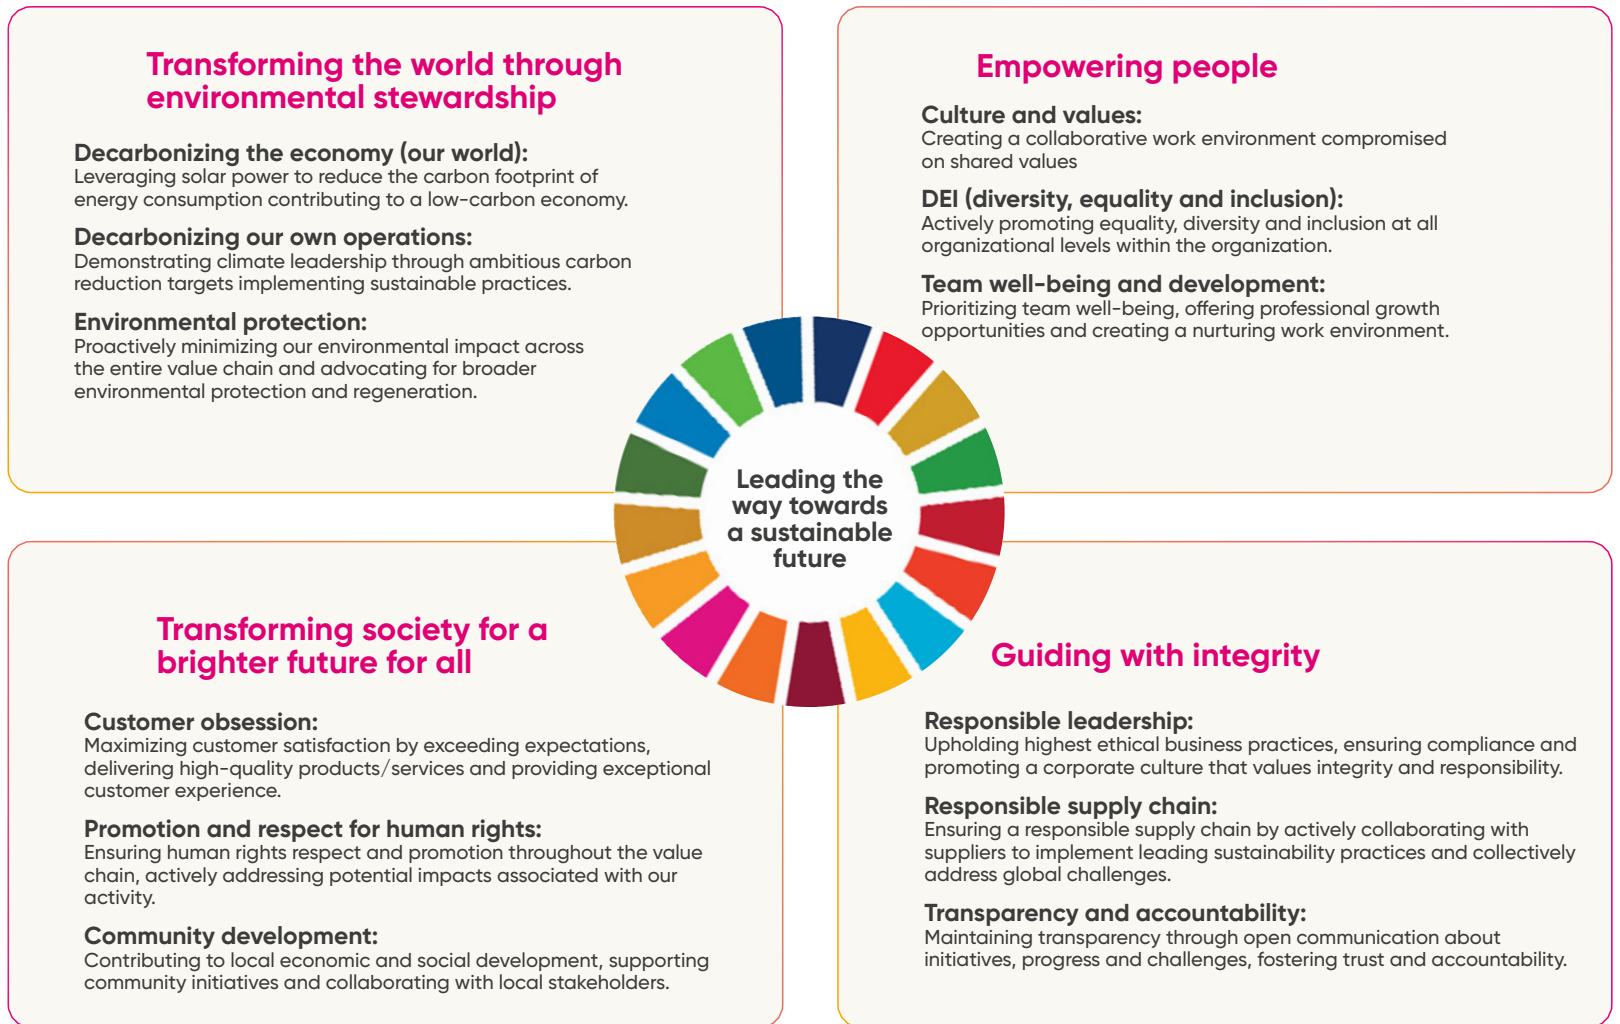 Transforming the world through
environmental stewardship
Decarbonizing the economy (our world):
Leveraging solar power to reduce the carbon footprint of
energy consumption contributing to a low-carbon economy.
Decarbonizing our own operations:
Demonstrating climate leadership through ambitious carbon
reduction targets implementing sustainable practices.
Environmental protection:
Proactively minimizing our environmental impact across
the entire value chain and advocating for broader
environmental protection and regeneration.
Empowering people
Culture and values:
Creating a collaborative work environment compromised
on shared values
DEI (diversity, equality and inclusion):
Actively promoting equality, diversity and inclusion at all
organizational levels within the organization.
Team well-being and development:
Prioritizing team well-being, offering professional growth
opportunities and creating a nurturing work environment.
Leading the
way towards
a sustainable
future
Transforming society for a
brighter future for all
Customer obsession:
Maximizing customer satisfaction by exceeding expectations,
delivering high-quality products/services and providing exceptional
customer experience.
Promotion and respect for human rights:
Ensuring human rights respect and promotion throughout the value
chain, actively addressing potential impacts associated with our
activity.
Community development:
Contributing to local economic and social development, supporting
community initiatives and collaborating with local stakeholders.
Guiding with integrity
Responsible leadership:
Upholding highest ethical business practices, ensuring compliance and
promoting a corporate culture that values integrity and responsibility.
Responsible supply chain:
Ensuring a responsible supply chain by actively collaborating with
suppliers to implement leading sustainability practices and collectively
address global challenges.
Transparency and accountability:
Maintaining transparency through open communication about
initiatives, progress and challenges, fostering trust and accountability.